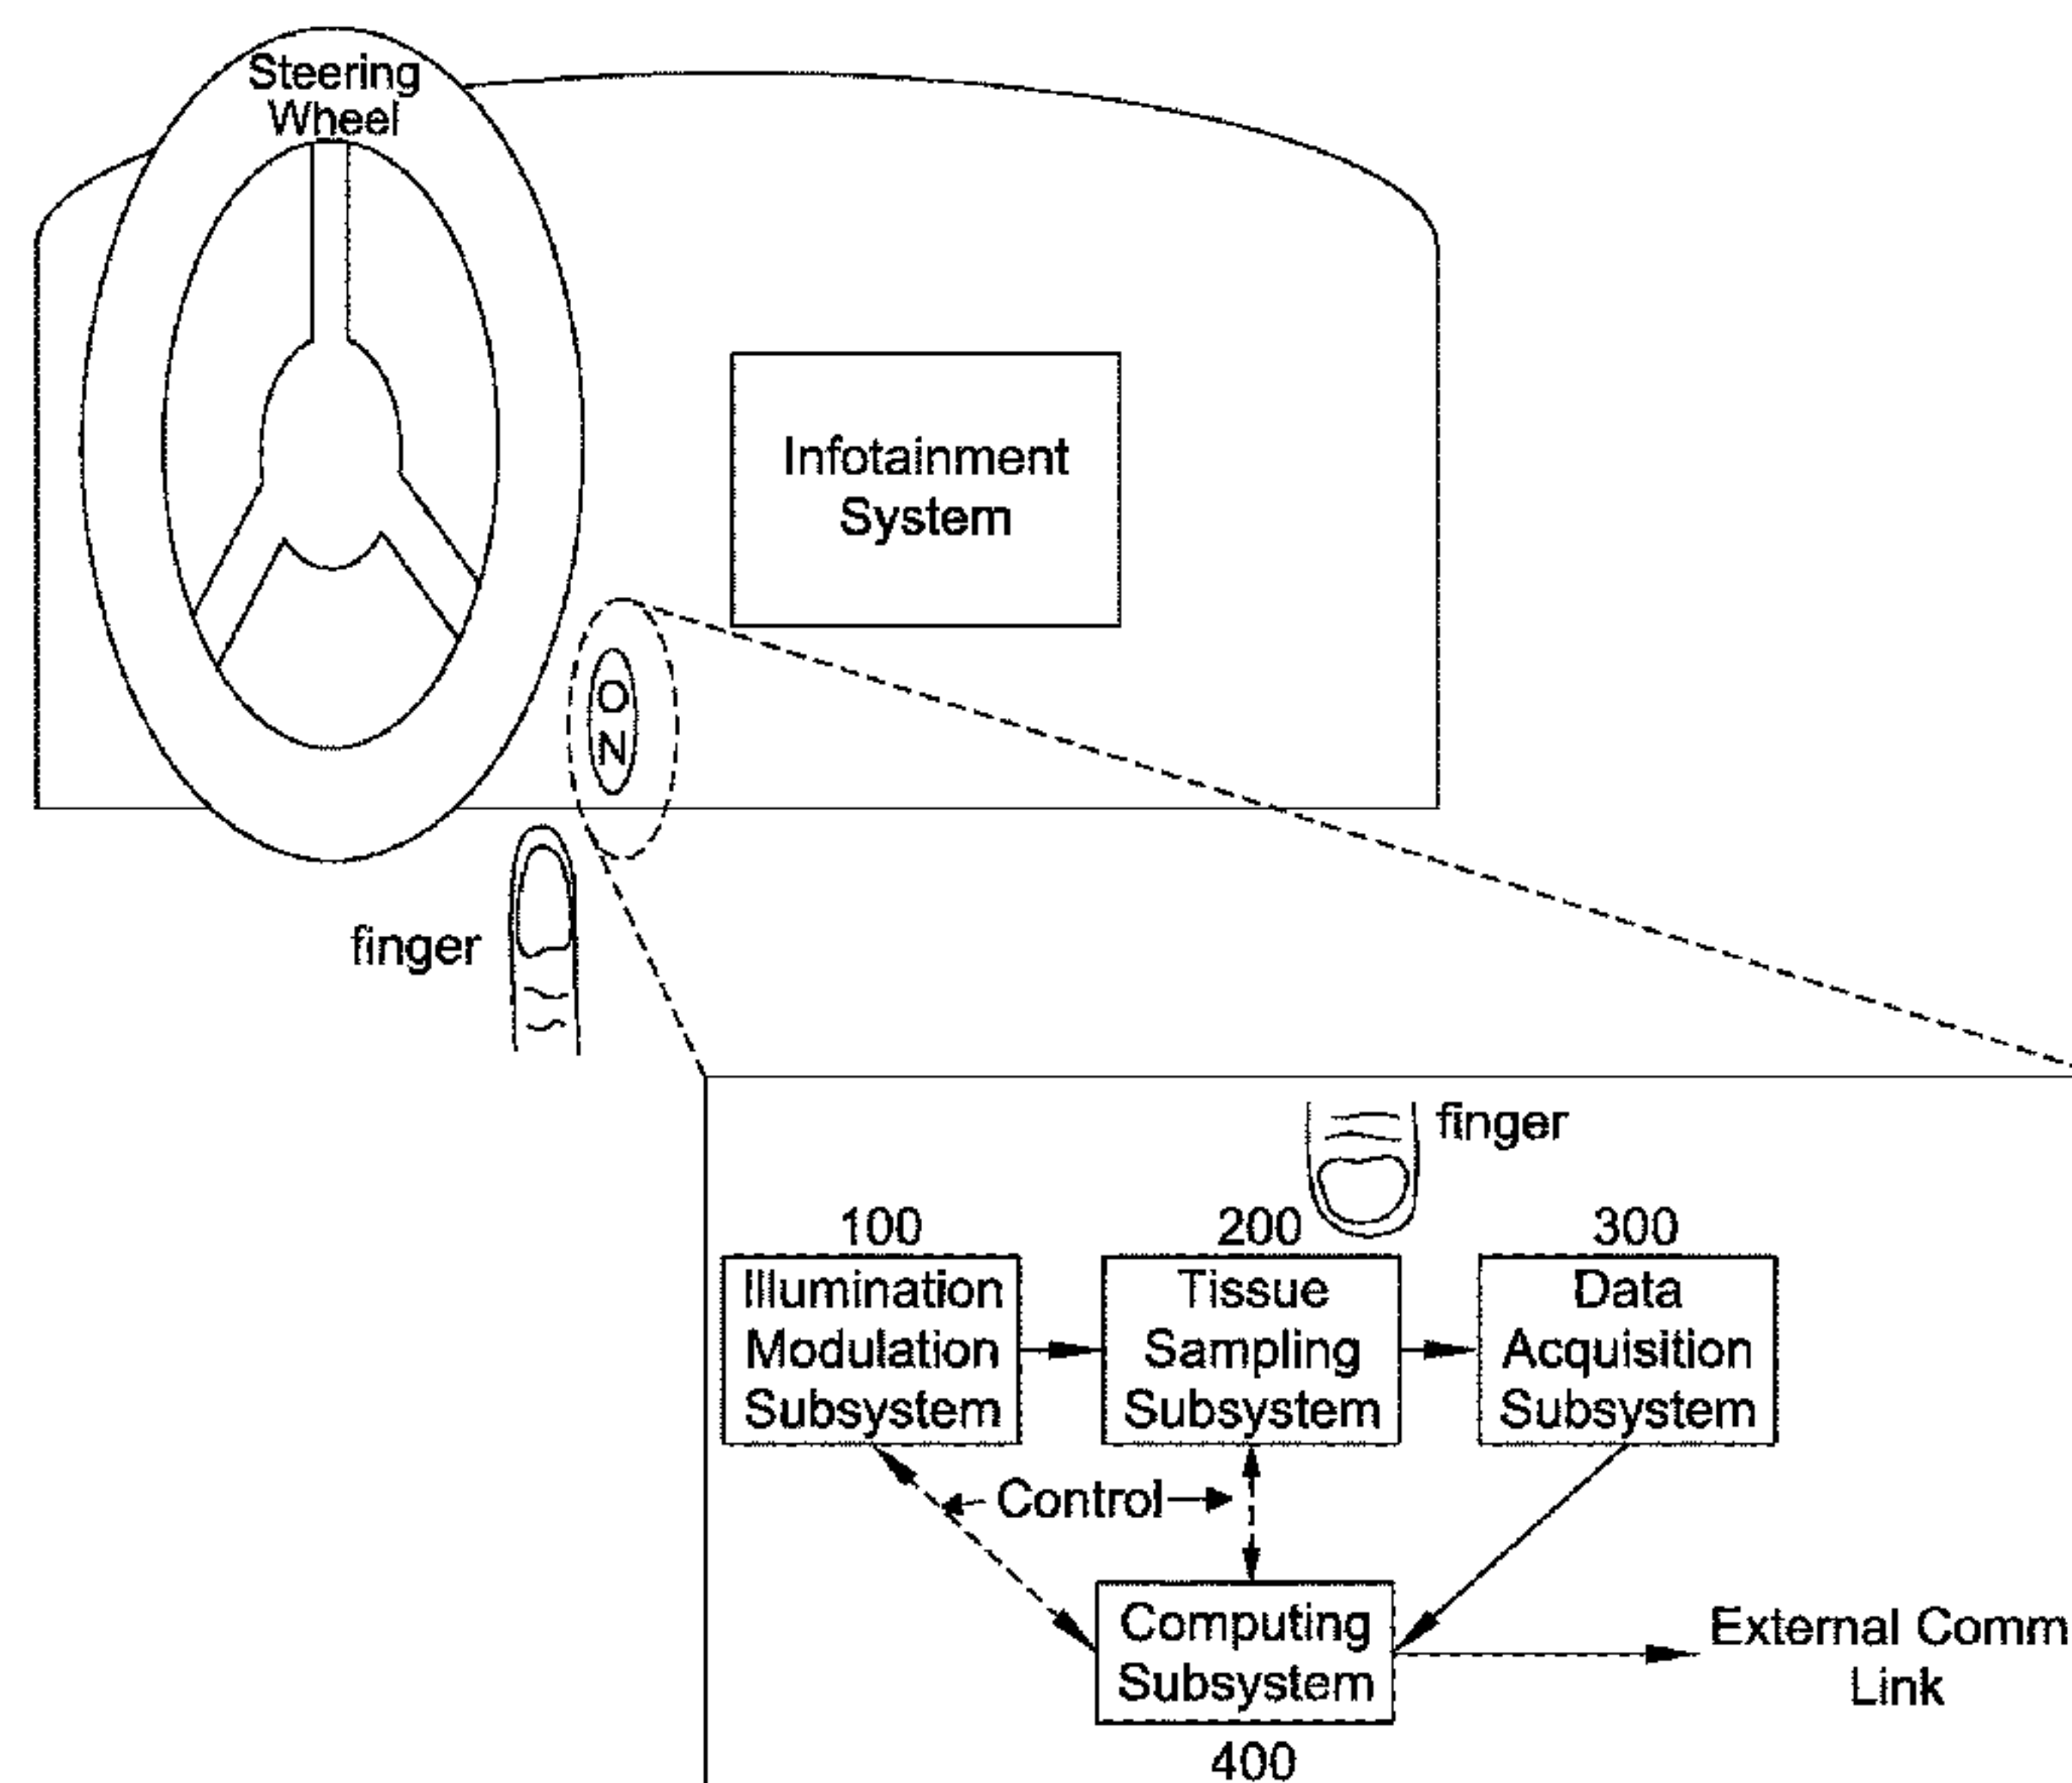 Steering
Wheel
Infotainment
System
O
N
finger
finger
100
200
300
Illumination
Modulation
Subsystem
Tissue
Sampling
Subsystem
Data
Acquisition
Subsystem
Control
Computing
Subsystem
External Comm
Link
400